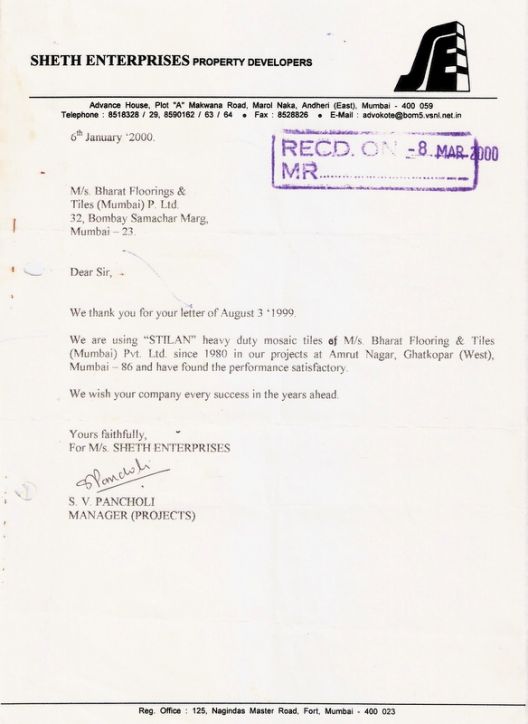 SHETH ENTERPRISES PROPERTY DEVELOPERS
Advance House, Plot "A" Makwana Road, Marol Naka, Andheri (East), Mumbai - 400 059
Telephone : 8518328 / 29, 8590162 / 63 / 64 • Fax : 8528826 • E-Mail : advokote@bom5.vsnl.net.in
6th January '2000.
RECD. ON -8 MAR 2000
MR
M/s. Bharat Floorings &
Tiles (Mumbai) P. Ltd.
32, Bombay Samachar Marg,
Mumbai – 23.
Dear Sir,
We thank you for your letter of August 3 '1999.
We are using "STILAN" heavy duty mosaic tiles of M/s. Bharat Flooring & Tiles
(Mumbai) Pvt. Ltd. since 1980 in our projects at Amrut Nagar, Ghatkopar (West),
Mumbai – 86 and have found the performance satisfactory.
We wish your company every success in the years ahead.
Yours faithfully,
For M/s. SHETH ENTERPRISES
SPancholi
S. V. PANCHOLI
MANAGER (PROJECTS)
Reg. Office : 125, Nagindas Master Road, Fort, Mumbai - 400 023